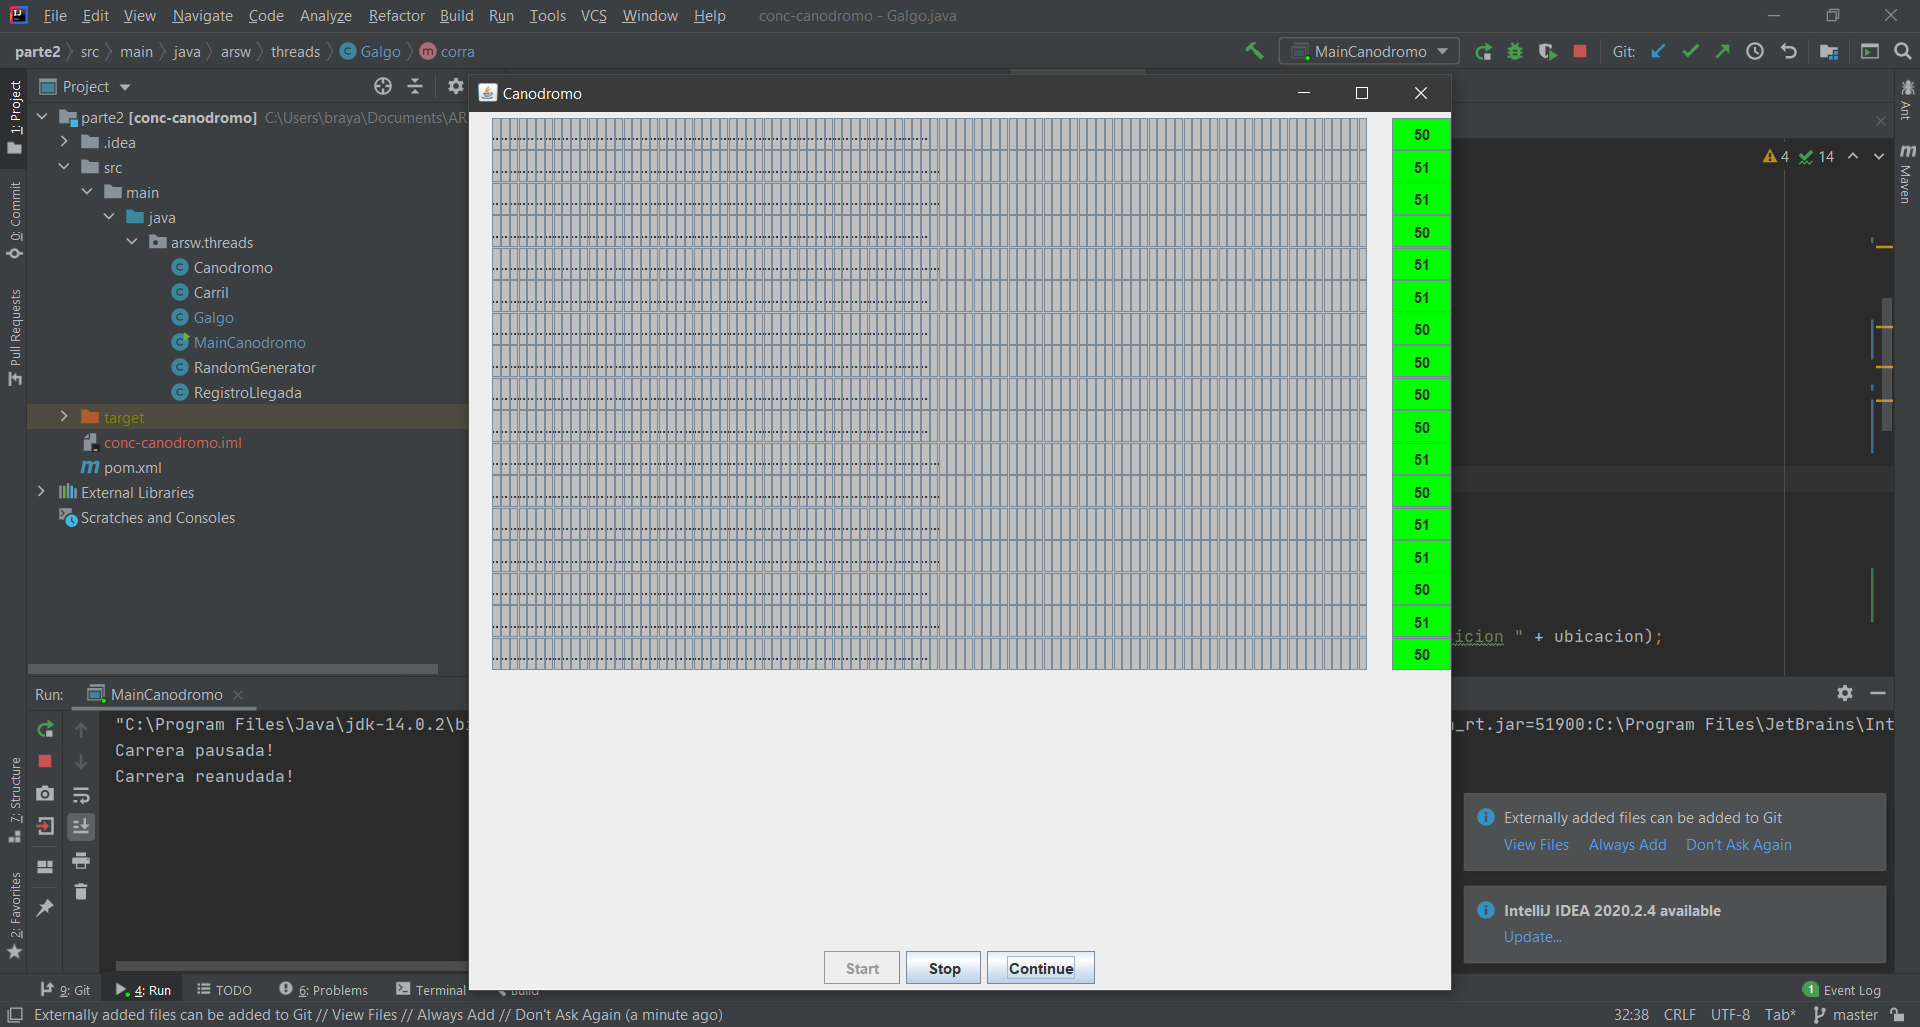 File Edit View Navigate Code Analyze Refactor Build Run Tools VCS Window Help conc-canodromo - Galgo.java
parte2 src main java arsw threads Galgo corra
MainCanodromo
Git:
1: Project
0: Commit
Pull Requests
7: Structure
2: Favorites
Project
parte2 [conc-canodromo] C:\Users\braya\Documents\AR
.idea
src
main
java
arsw.threads
Canodromo
Carril
Galgo
MainCanodromo
RandomGenerator
RegistroLlegada
target
conc-canodromo.iml
pom.xml
External Libraries
Scratches and Consoles
Canodromo
50
51
51
50
51
51
50
50
50
50
51
50
51
51
50
51
50
Start Stop Continue
4 14
Ant
Maven
icion " + ubicacion);
Run: MainCanodromo
"C:\Program Files\Java\jdk-14.0.2\b
_rt.jar=51900:C:\Program Files\JetBrains\Int
Carrera pausada!
Carrera reanudada!
Externally added files can be added to Git
View Files Always Add Don't Ask Again
IntelliJ IDEA 2020.2.4 available
Update...
9: Git 4: Run TODO 6: Problems Terminal Build 1 Event Log
Externally added files can be added to Git // View Files // Always Add // Don't Ask Again (a minute ago) 32:38 CRLF UTF-8 Tab* master